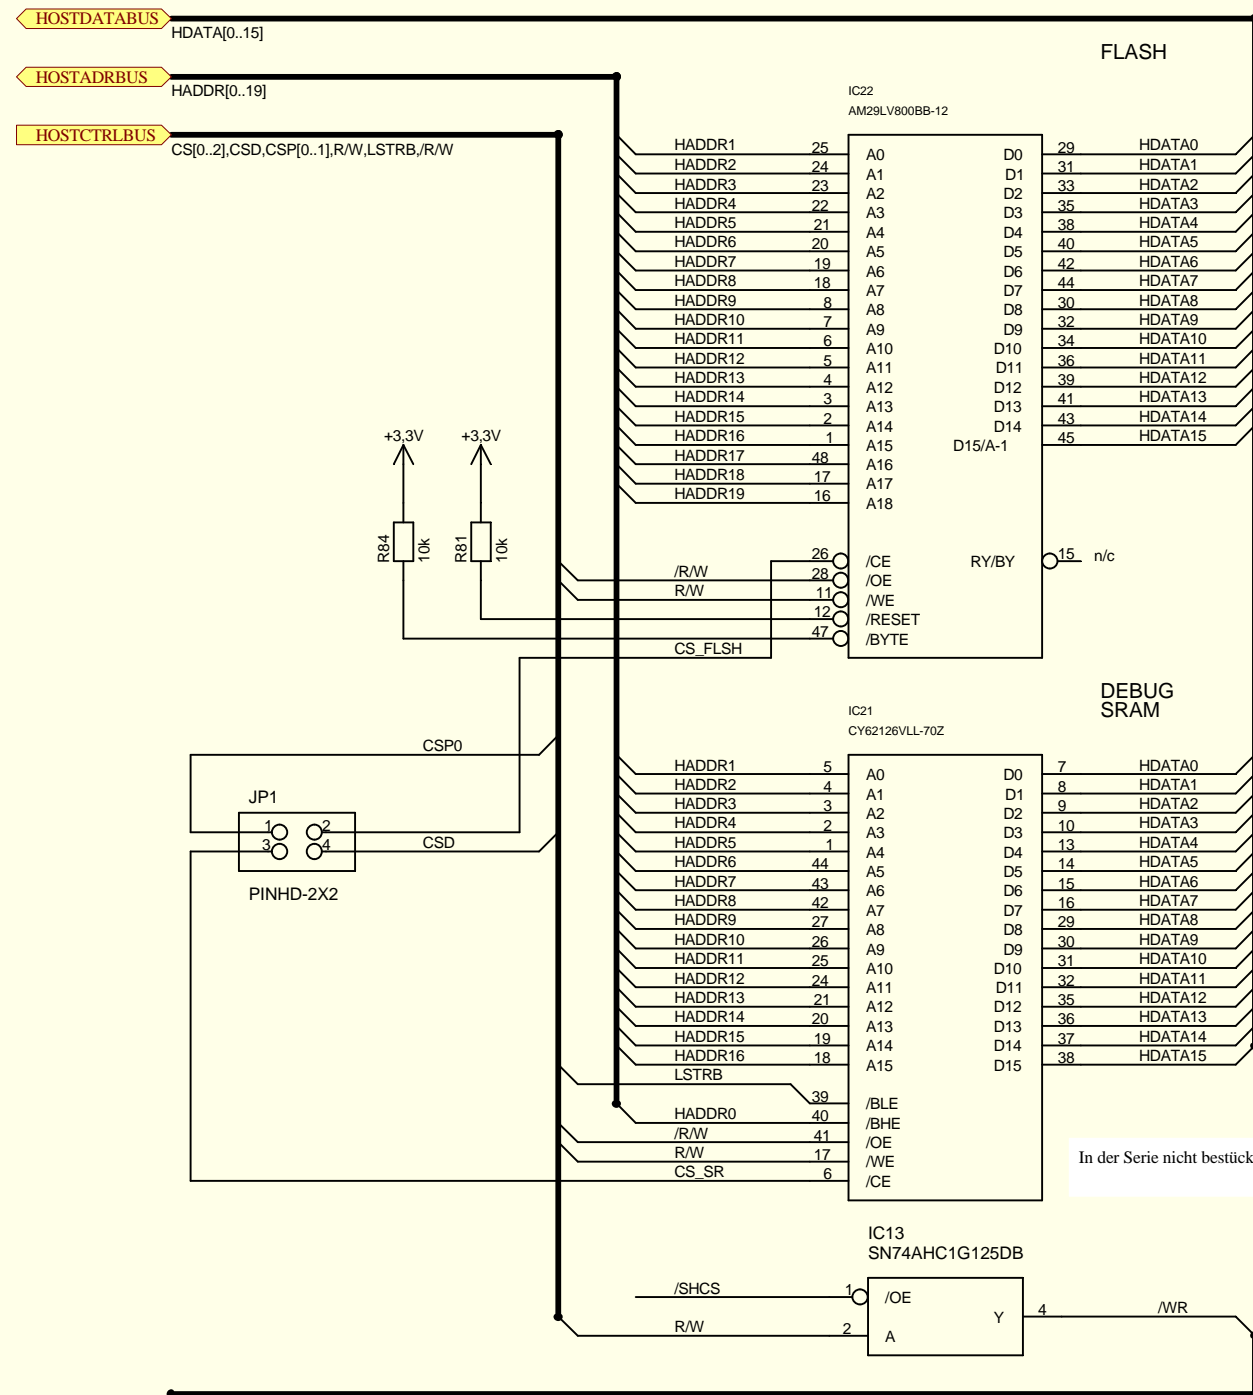 HOSTDATABUS
HDATA[0..15]
HOSTADRBUS
HADDR[0..19]
HOSTCTRLBUS
CS[0..2],CSD,CSP[0..1],R/W,LSTRB,/R/W
FLASH
IC22
AM29LV800BB-12
HADDR1 25 A0 D0 29 HDATA0
HADDR2 24 A1 D1 31 HDATA1
HADDR3 23 A2 D2 33 HDATA2
HADDR4 22 A3 D3 35 HDATA3
HADDR5 21 A4 D4 38 HDATA4
HADDR6 20 A5 D5 40 HDATA5
HADDR7 19 A6 D6 42 HDATA6
HADDR8 18 A7 D7 44 HDATA7
HADDR9 8 A8 D8 30 HDATA8
HADDR10 7 A9 D9 32 HDATA9
HADDR11 6 A10 D10 34 HDATA10
HADDR12 5 A11 D11 36 HDATA11
HADDR13 4 A12 D12 39 HDATA12
HADDR14 3 A13 D13 41 HDATA13
HADDR15 2 A14 D14 43 HDATA14
HADDR16 1 A15 D15/A-1 45 HDATA15
HADDR17 48 A16
HADDR18 17 A17
HADDR19 16 A18
+3,3V +3,3V
R84 10k R81 10k
26 /CE RY/BY 15 n/c
/R/W 28 /OE
R/W 11 /WE
12 /RESET
47 /BYTE
CS_FLSH
DEBUG
SRAM
IC21
CY62126VLL-70Z
CSP0
JP1
1 2
3 4
CSD
PINHD-2X2
HADDR1 5 A0 D0 7 HDATA0
HADDR2 4 A1 D1 8 HDATA1
HADDR3 3 A2 D2 9 HDATA2
HADDR4 2 A3 D3 10 HDATA3
HADDR5 1 A4 D4 13 HDATA4
HADDR6 44 A5 D5 14 HDATA5
HADDR7 43 A6 D6 15 HDATA6
HADDR8 42 A7 D7 16 HDATA7
HADDR9 27 A8 D8 29 HDATA8
HADDR10 26 A9 D9 30 HDATA9
HADDR11 25 A10 D10 31 HDATA10
HADDR12 24 A11 D11 32 HDATA11
HADDR13 21 A12 D12 35 HDATA12
HADDR14 20 A13 D13 36 HDATA13
HADDR15 19 A14 D14 37 HDATA14
HADDR16 18 A15 D15 38 HDATA15
LSTRB 39 /BLE
HADDR0 40 /BHE
/R/W 41 /OE
R/W 17 /WE
CS_SR 6 /CE
In der Serie nicht bestück
IC13
SN74AHC1G125DB
/SHCS 1 /OE
Y 4 /WR
R/W 2 A